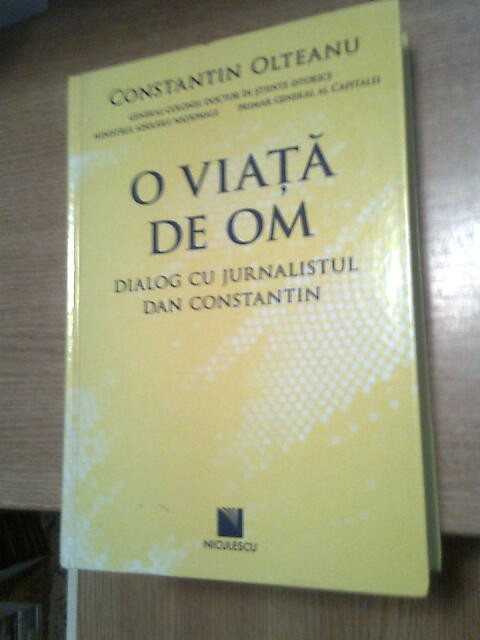 CONSTANTIN OLTEANU
GENERAL-COLONEL DOCTOR ÎN ȘTIINȚE ISTORICE
MINISTRUL APĂRĂRII NAȚIONALE PRIMAR GENERAL AL CAPITALEI
O VIAȚĂ
DE OM
DIALOG CU JURNALISTUL
DAN CONSTANTIN
NICULESCU